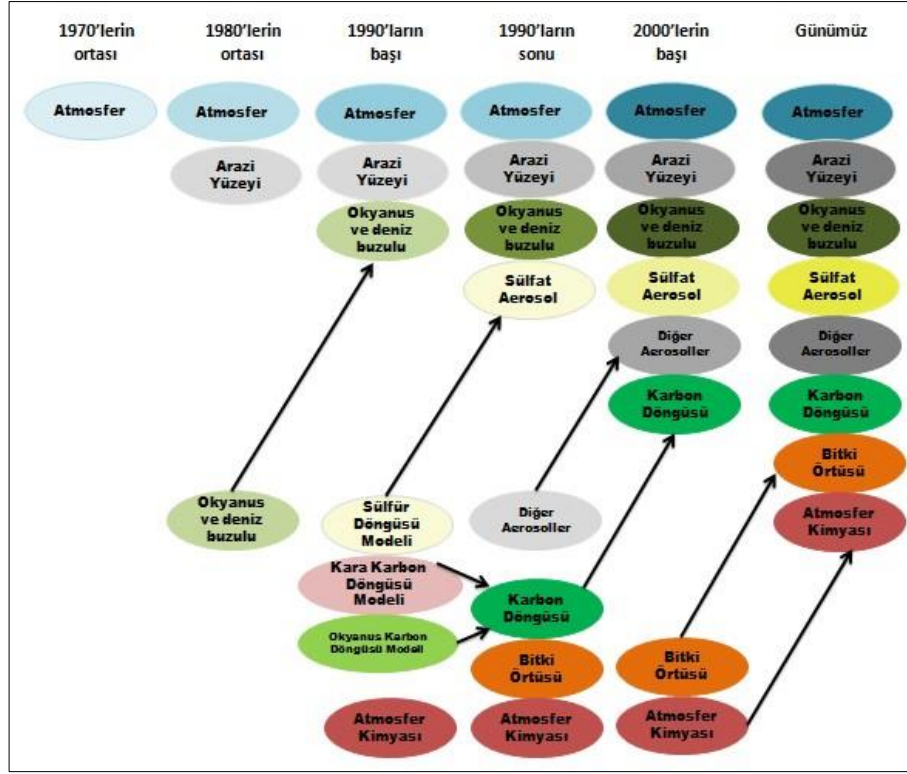 1970'lerin
ortası
1980'lerin
ortası
1990'ların
başı
1990'ların
sonu
2000'lerin
başı
Günümüz
Atmosfer
Atmosfer
Atmosfer
Atmosfer
Atmosfer
Atmosfer
Arazi
Yüzeyi
Arazi
Yüzeyi
Arazi
Yüzeyi
Arazi
Yüzeyi
Arazi
Yüzeyi
Okyanus
ve deniz
buzulu
Okyanus
ve deniz
buzulu
Okyanus
ve deniz
buzulu
Okyanus
ve deniz
buzulu
Sülfat
Aerosol
Sülfat
Aerosol
Sülfat
Aerosol
Diğer
Aerosoller
Diğer
Aerosoller
Karbon
Döngüsü
Karbon
Döngüsü
Bitki
Örtüsü
Okyanus
ve deniz
buzulu
Sülfür
Döngüsü
Modeli
Diğer
Aerosoller
Atmosfer
Kimyası
Kara Karbon
Döngüsü
Modeli
Karbon
Döngüsü
Okyanus Karbon
Döngüsü Modeli
Bitki
Örtüsü
Bitki
Örtüsü
Atmosfer
Kimyası
Atmosfer
Kimyası
Atmosfer
Kimyası